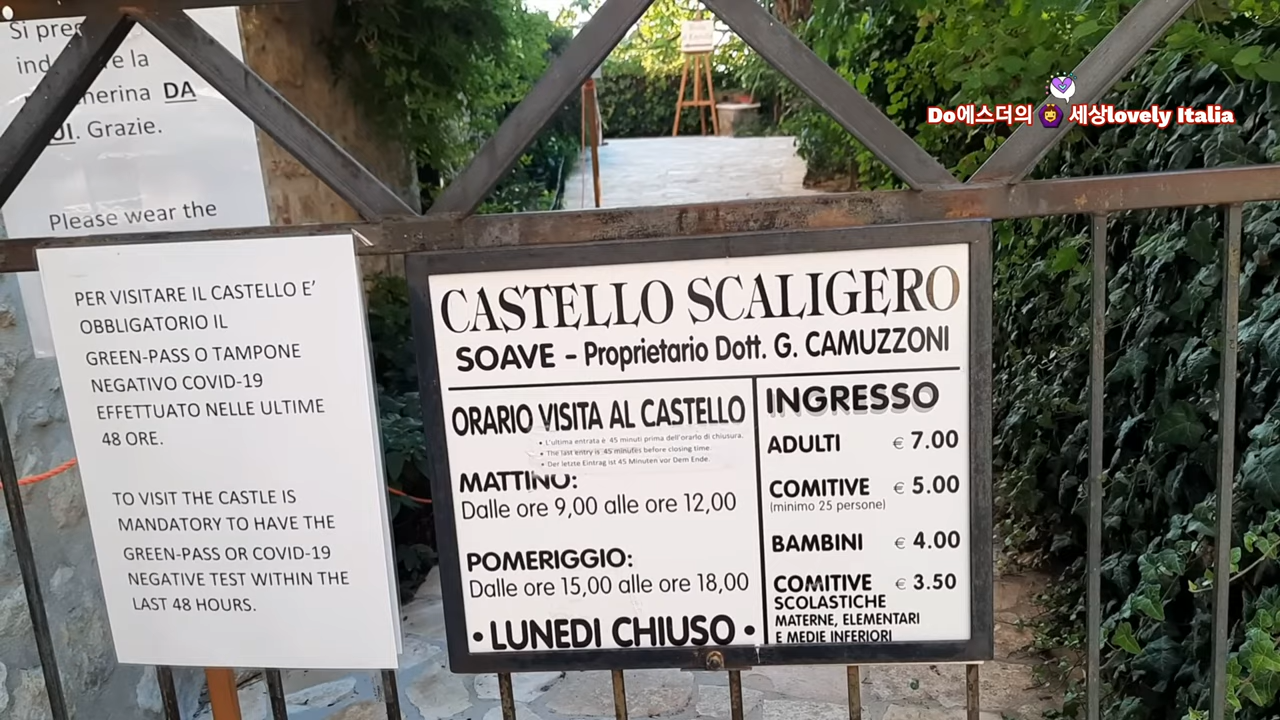 Si
la
DA
. Grazie.
Please wear the
PER VISITARE IL CASTELLO E'
OBBLIGATORIO IL
GREEN-PASS O TAMPONE
NEGATIVO COVID-19
EFFETTUATO NELLE ULTIME
48 ORE.
TO VISIT THE CASTLE IS
MANDATORY TO HAVE THE
GREEN-PASS OR COVID-19
NEGATIVE TEST WITHIN THE
LAST 48 HOURS.
CASTELLO SCALIGERO
SOAVE – Proprietario Dott. G. CAMUZZONI
ORARIO VISITA AL CASTELLO
• L'ultima entrata e 45 minuti prima dell'orario di chiusura.
• The last entry is 45 minutes before closing time.
• Der letzte Eintrag ist 45 Minuten vor Dem Ende.
MATTINO:
Dalle ore 9,00 alle ore 12,00
POMERIGGIO:
Dalle ore 15,00 alle ore 18,00
• LUNEDI CHIUSO •
INGRESSO
ADULTI € 7.00
COMITIVE € 5.00
(minimo 25 persone)
BAMBINI € 4.00
COMITIVE € 3.50
SCOLASTICHE
MATERNE, ELEMENTARI
E MEDIE INFERIORI
Do에스더의 세상lovely Italia